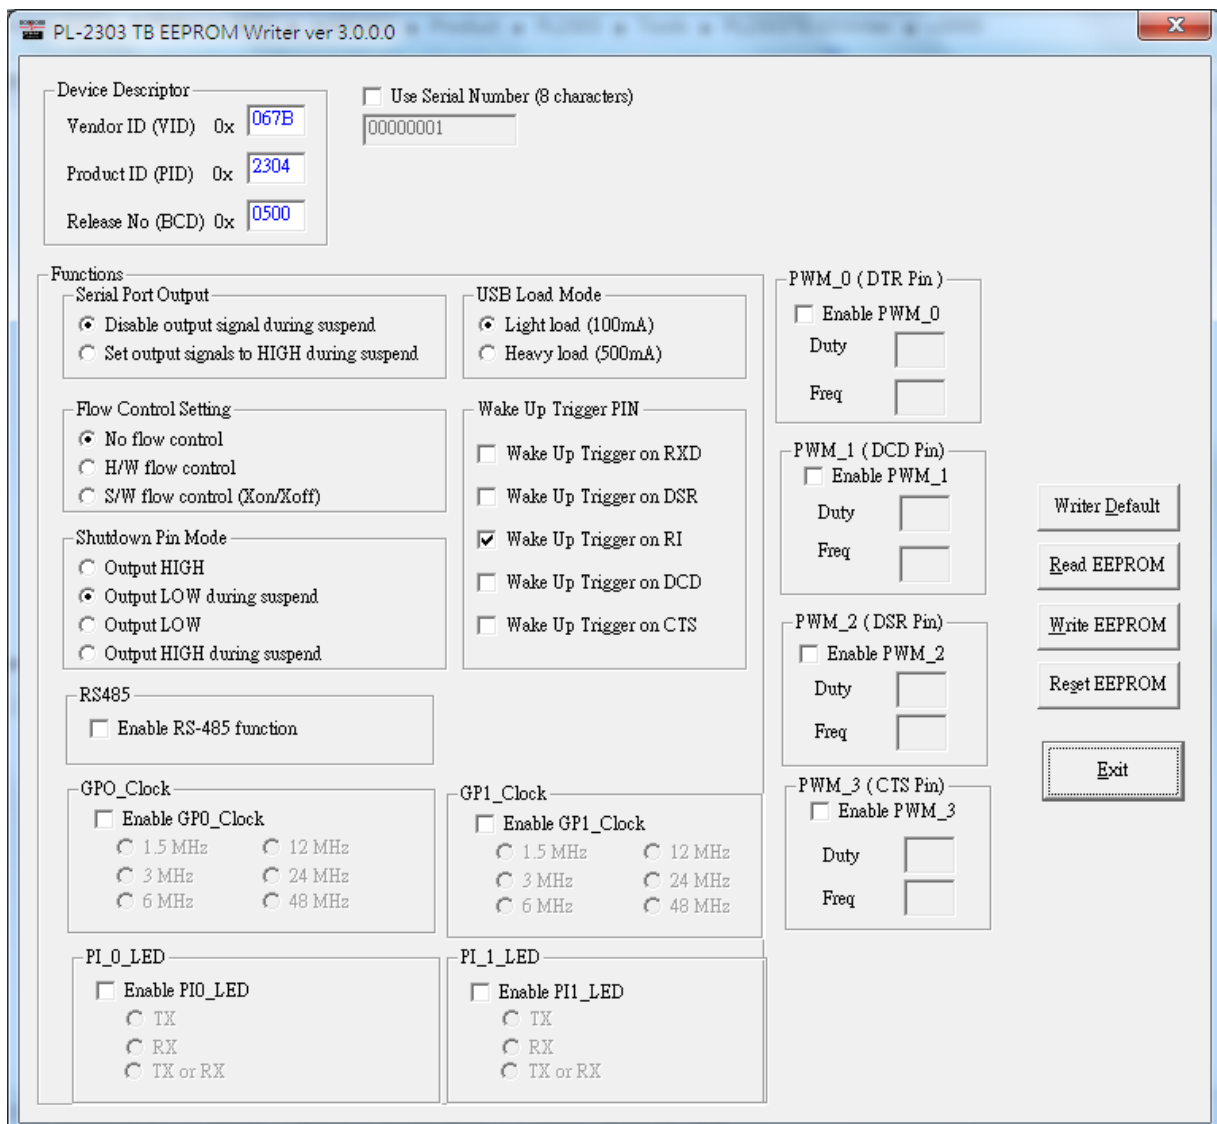 PL-2303 TB EEPROM Writer ver 3.0.0.0
Device Descriptor
Vendor ID (VID) 0x 067B
Product ID (PID) 0x 2304
Release No (BCD) 0x 0500
Use Serial Number (8 characters)
00000001
Functions
Serial Port Output
Disable output signal during suspend
Set output signals to HIGH during suspend
USB Load Mode
Light load (100mA)
Heavy load (500mA)
Flow Control Setting
No flow control
H/W flow control
S/W flow control (Xon/Xoff)
Wake Up Trigger PIN
Wake Up Trigger on RXD
Wake Up Trigger on DSR
Wake Up Trigger on RI
Wake Up Trigger on DCD
Wake Up Trigger on CTS
Shutdown Pin Mode
Output HIGH
Output LOW during suspend
Output LOW
Output HIGH during suspend
RS485
Enable RS-485 function
GPO_Clock
Enable GP0_Clock
1.5 MHz 12 MHz
3 MHz 24 MHz
6 MHz 48 MHz
GP1_Clock
Enable GP1_Clock
1.5 MHz 12 MHz
3 MHz 24 MHz
6 MHz 48 MHz
PI_0_LED
Enable PI0_LED
TX
RX
TX or RX
PI_1_LED
Enable PI1_LED
TX
RX
TX or RX
PWM_0 ( DTR Pin )
Enable PWM_0
Duty
Freq
PWM_1 ( DCD Pin)
Enable PWM_1
Duty
Freq
PWM_2 ( DSR Pin)
Enable PWM_2
Duty
Freq
PWM_3 ( CTS Pin)
Enable PWM_3
Duty
Freq
Writer Default
Read EEPROM
Write EEPROM
Reset EEPROM
Exit